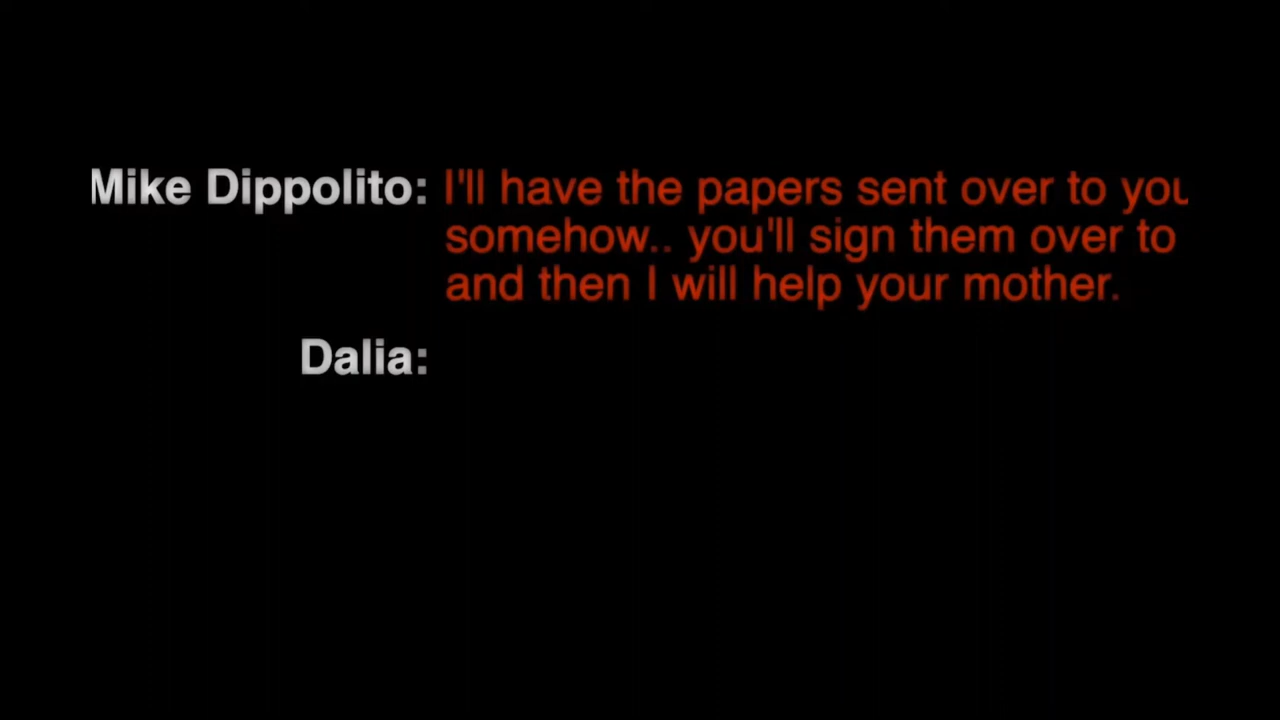 Mike Dippolito: I'll have the papers sent over to you
somehow.. you'll sign them over to
and then I will help your mother.
Dalia: